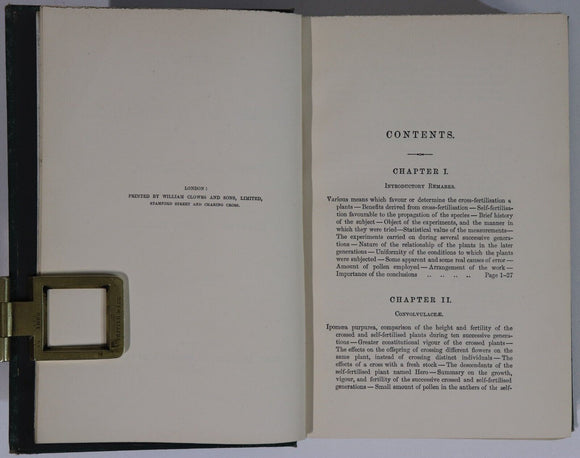 LONDON:
PRINTED BY WILLIAM CLOWES AND SONS, LIMITED,
STAMFORD STREET AND CHARING CROSS.
CONTENTS.
CHAPTER I.
INTRODUCTORY REMARKS.
Various means which favour or determine the cross-fertilisation o
plants — Benefits derived from cross-fertilisation — Self-fertilisa-
tion favourable to the propagation of the species — Brief history
of the subject — Object of the experiments, and the manner in
which they were tried — Statistical value of the measurements —
The experiments carried on during several successive genera-
tions — Nature of the relationship of the plants in the later
generations — Uniformity of the conditions to which the plants
were subjected — Some apparent and some real causes of error —
Amount of pollen employed — Arrangement of the work —
Importance of the conclusions .. .. .. .. Page 1-27
CHAPTER II.
CONVOLVULACEÆ.
Ipomœa purpurea, comparison of the height and fertility of the
crossed and self-fertilised plants during ten successive genera-
tions — Greater constitutional vigour of the crossed plants —
The effects on the offspring of crossing different flowers on the
same plant, instead of crossing distinct individuals — The
effects of a cross with a fresh stock — The descendants of the
self-fertilised plant named Hero — Summary on the growth,
vigour, and fertility of the successive crossed and self-fertilised
generations — Small amount of pollen in the anthers of the self-